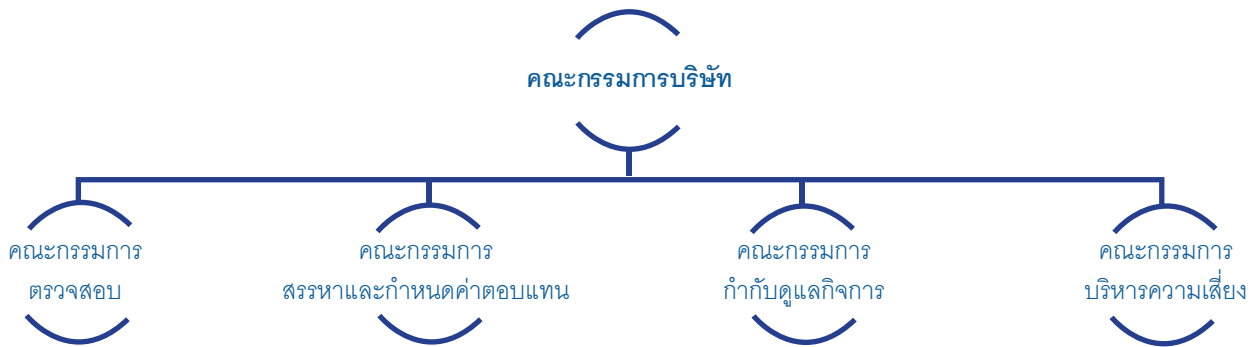 คณะกรรมการบริษัท
คณะกรรมการ
ตรวจสอบ
คณะกรรมการ
สรรหาและกำหนดค่าตอบแทน
คณะกรรมการ
กำกับดูแลกิจการ
คณะกรรมการ
บริหารความเสี่ยง